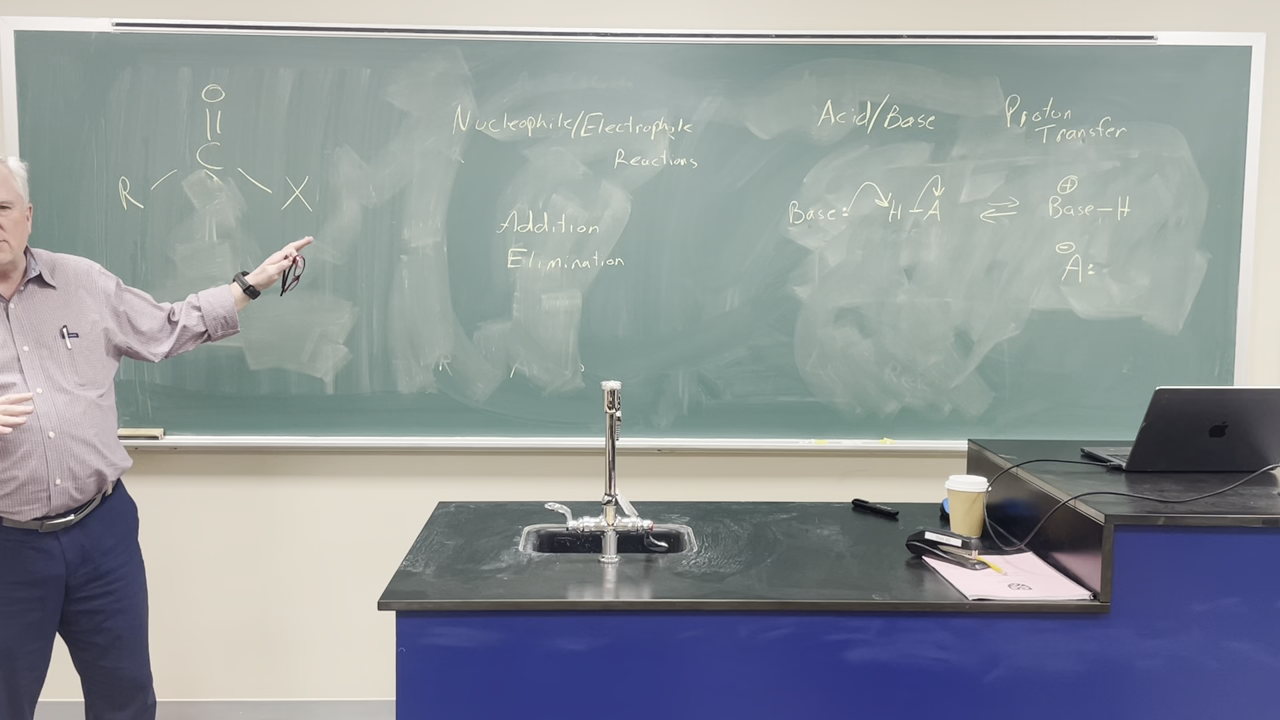 O
||
C
R X
Nucleophile/Electrophile
Reactions
Addition
Elimination
Acid/Base
Proton
Transfer
Base: H–A ⇌ ⊕ Base–H
⊖ A: